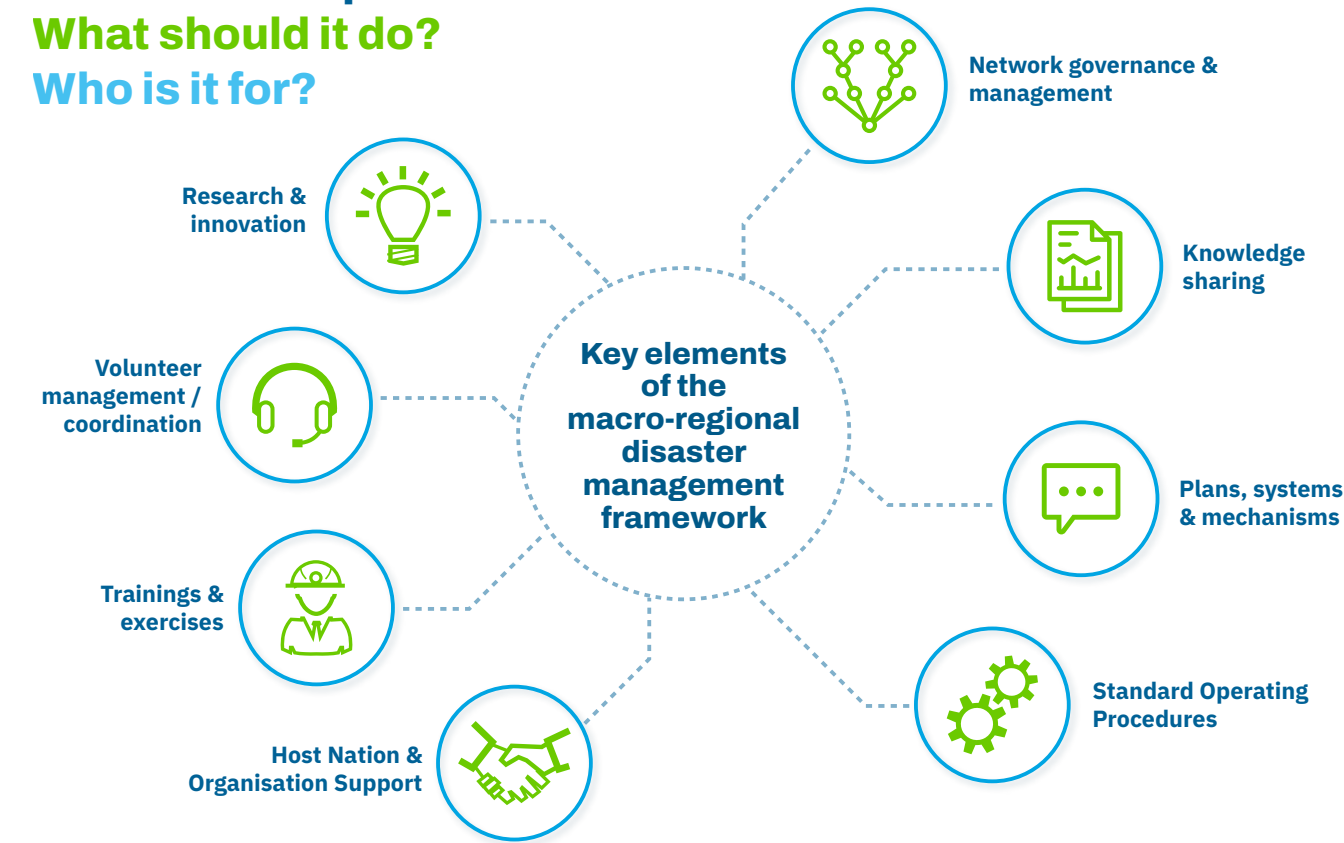 What should it do?
Who is it for?
Network governance &
management
Research &
innovation
Knowledge
sharing
Key elements
of the
macro-regional
disaster
management
framework
Volunteer
management /
coordination
Plans, systems
& mechanisms
Trainings &
exercises
Standard Operating
Procedures
Host Nation &
Organisation Support